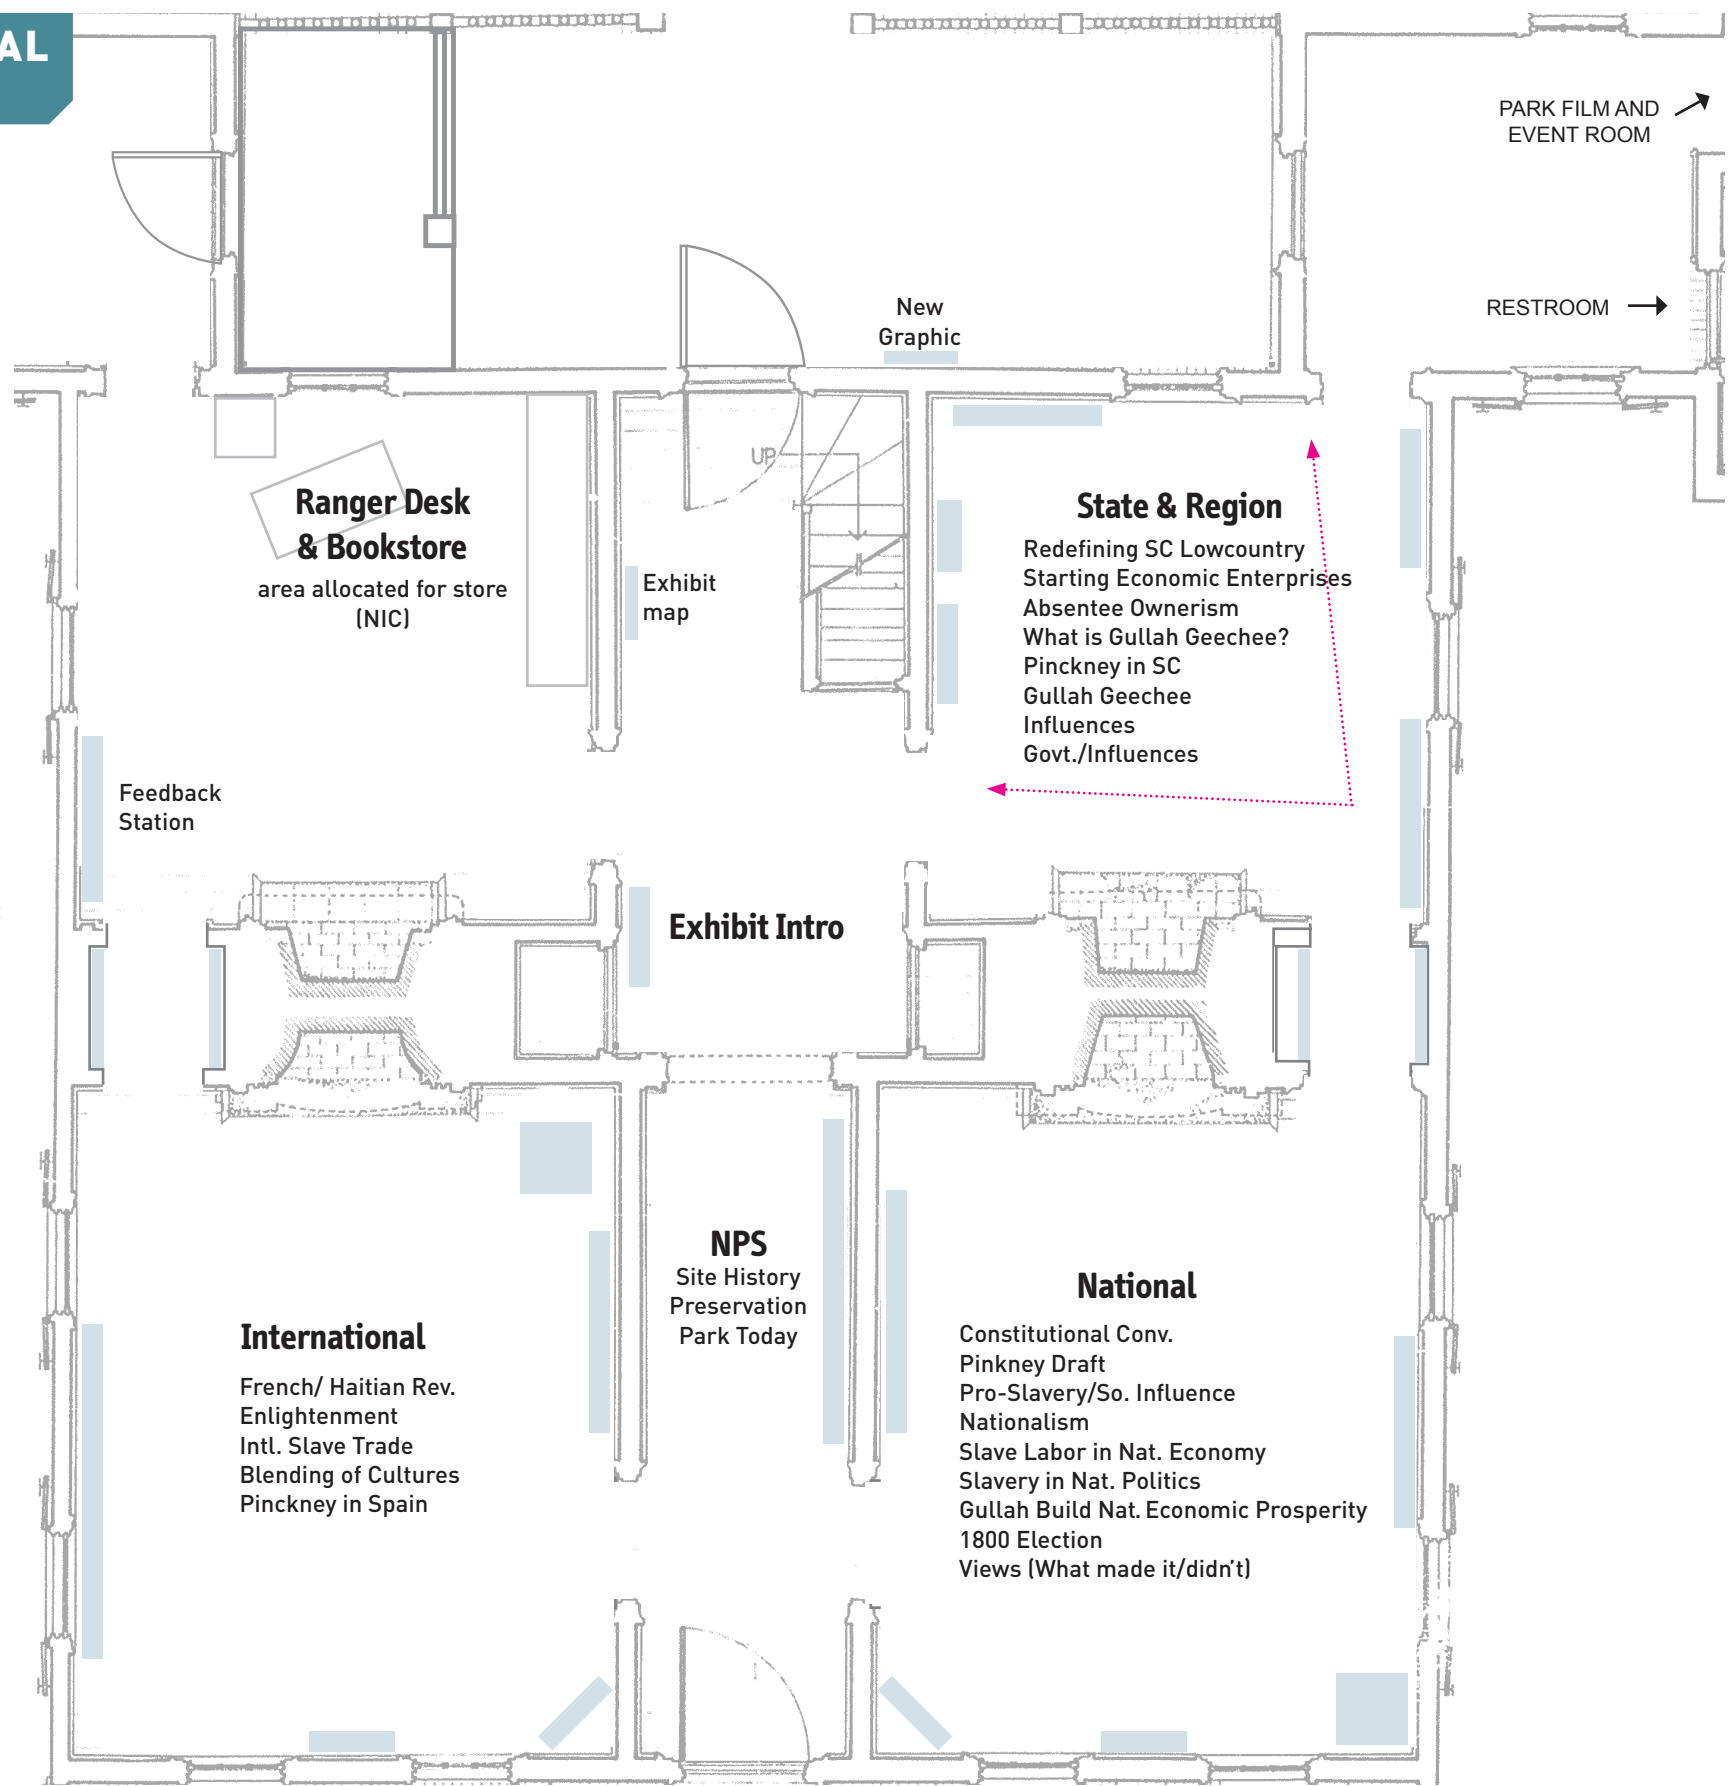 AL
PARK FILM AND
EVENT ROOM
RESTROOM
New
Graphic
UP
Ranger Desk
& Bookstore
area allocated for store
(NIC)
Exhibit
map
State & Region
Redefining SC Lowcountry
Starting Economic Enterprises
Absentee Ownerism
What is Gullah Geechee?
Pinckney in SC
Gullah Geechee
Influences
Govt./Influences
Feedback
Station
Exhibit Intro
NPS
Site History
Preservation
Park Today
International
French/ Haitian Rev.
Enlightenment
Intl. Slave Trade
Blending of Cultures
Pinckney in Spain
National
Constitutional Conv.
Pinkney Draft
Pro-Slavery/So. Influence
Nationalism
Slave Labor in Nat. Economy
Slavery in Nat. Politics
Gullah Build Nat. Economic Prosperity
1800 Election
Views (What made it/didn't)